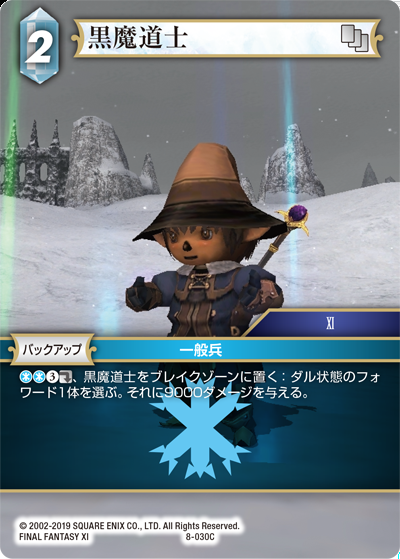 2
黒魔道士
XI
バックアップ
一般兵
氷氷3、黒魔道士をブレイクゾーンに置く：ダル状態のフォ
ワード1体を選ぶ。それに9000ダメージを与える。
© 2002-2019 SQUARE ENIX CO., LTD. All Rights Reserved.
FINAL FANTASY XI 8-030C